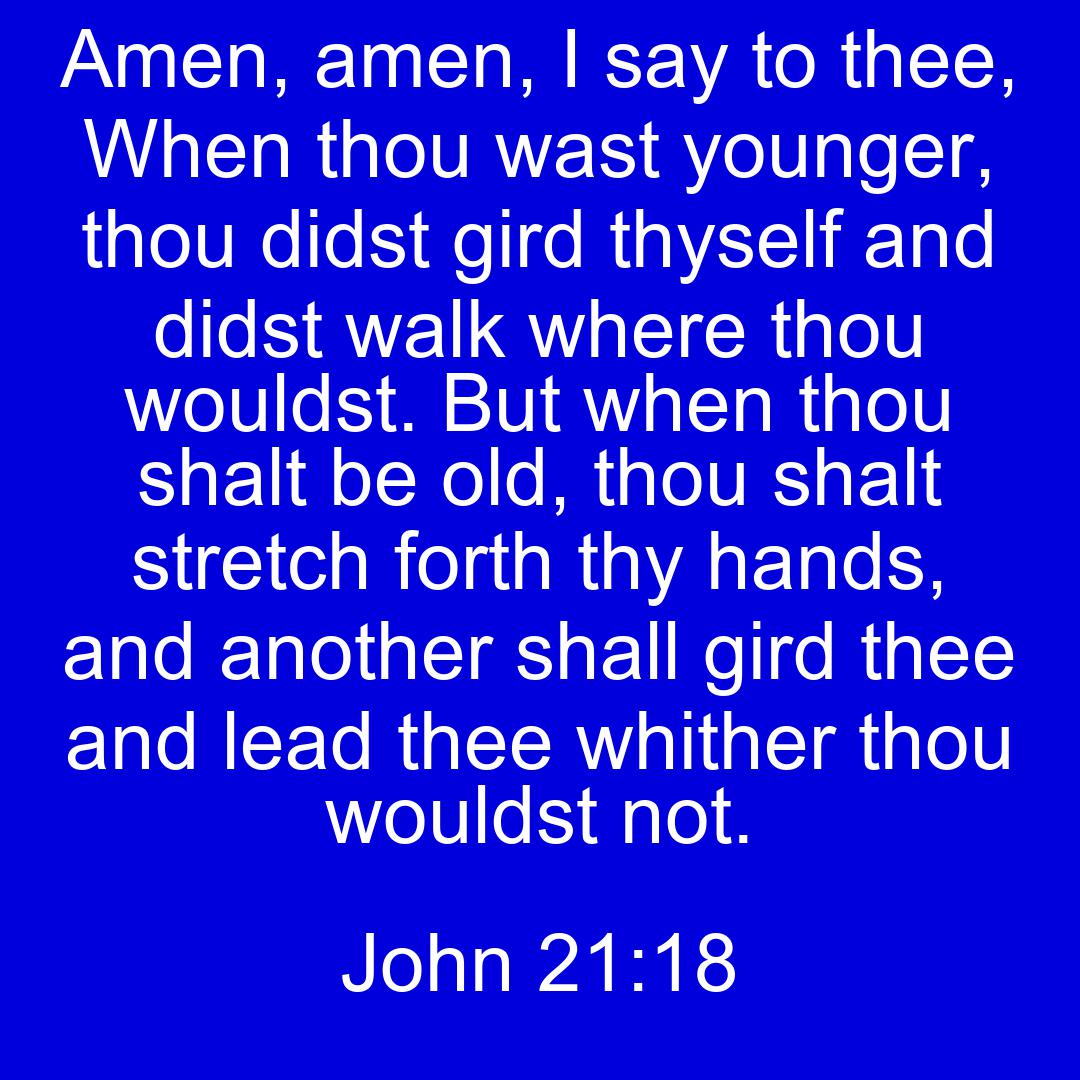 Amen, amen, I say to thee,
When thou wast younger,
thou didst gird thyself and
didst walk where thou
wouldst. But when thou
shalt be old, thou shalt
stretch forth thy hands,
and another shall gird thee
and lead thee whither thou
wouldst not.
John 21:18